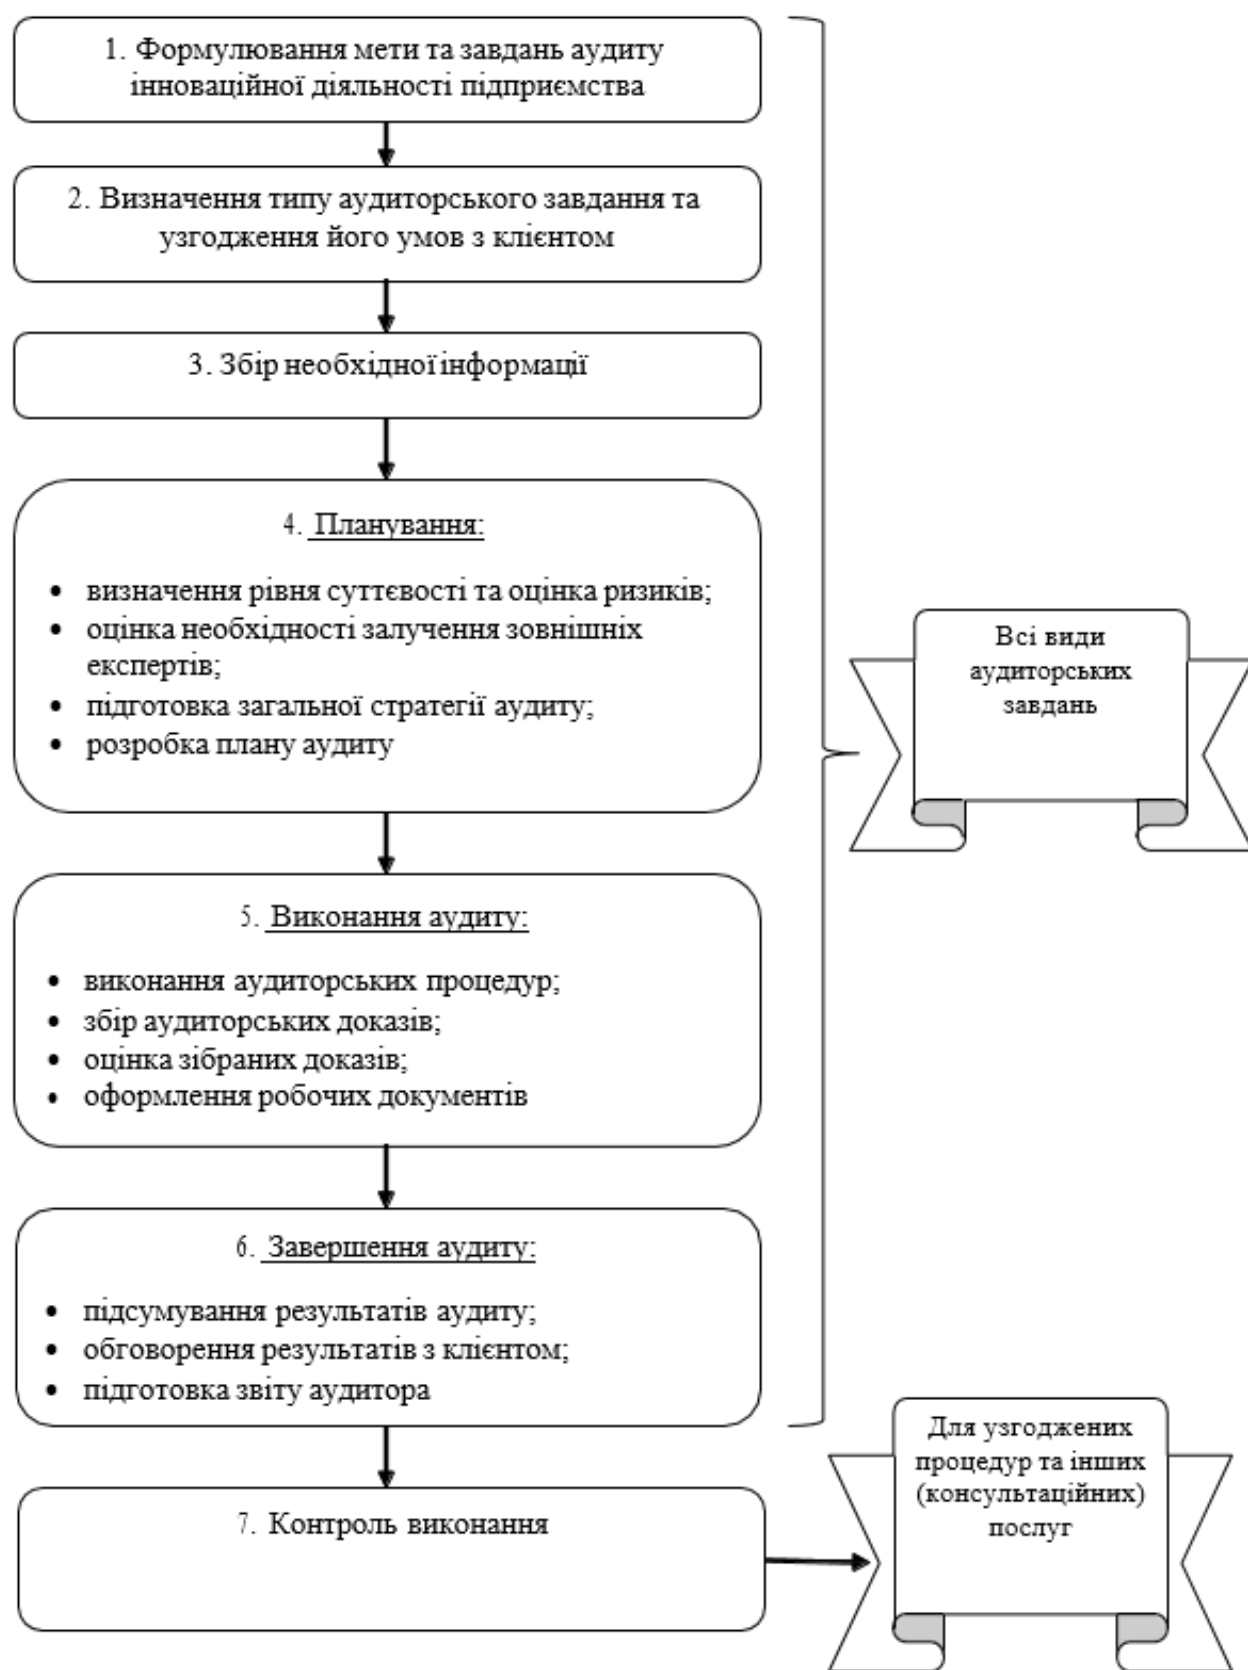 1. Формулювання мети та завдань аудиту
інноваційної діяльності підприємства
2. Визначення типу аудиторського завдання та
узгодження його умов з клієнтом
3. Збір необхідної інформації
4. Планування:
• визначення рівня суттєвості та оцінка ризиків;
• оцінка необхідності залучення зовнішніх
експертів;
• підготовка загальної стратегії аудиту;
• розробка плану аудиту
Всі види
аудиторських
завдань
5. Виконання аудиту:
• виконання аудиторських процедур;
• збір аудиторських доказів;
• оцінка зібраних доказів;
• оформлення робочих документів
6. Завершення аудиту:
• підсумування результатів аудиту;
• обговорення результатів з клієнтом;
• підготовка звіту аудитора
7. Контроль виконання
Для узгоджених
процедур та інших
(консультаційних)
послуг